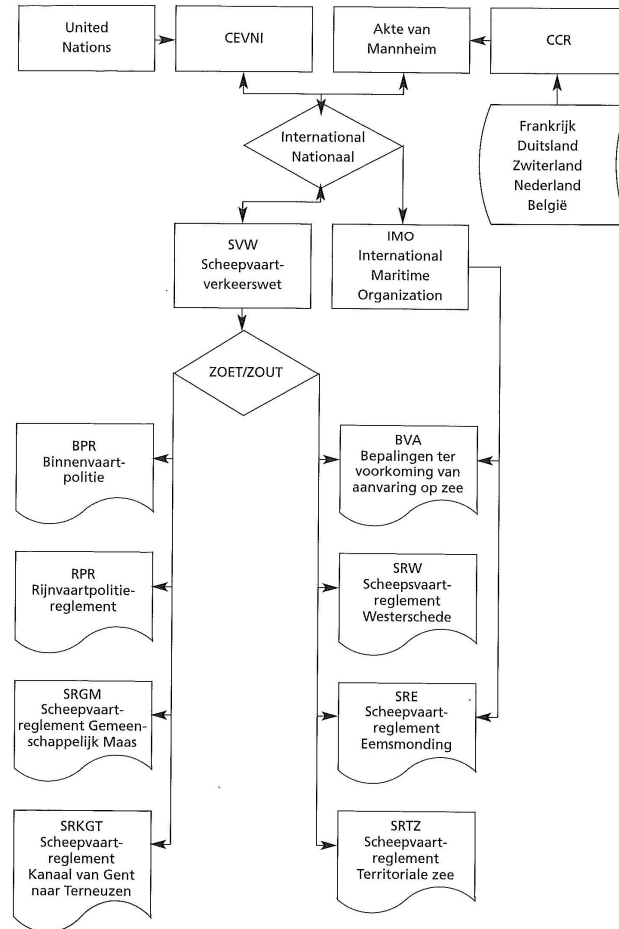 United
Nations
CEVNI
Akte van
Mannheim
CCR
Frankrijk
Duitsland
Zwiterland
Nederland
België
International
Nationaal
SVW
Scheepvaart-
verkeerswet
IMO
International
Maritime
Organization
ZOET/ZOUT
BPR
Binnenvaart-
politie
BVA
Bepalingen ter
voorkoming van
aanvaring op zee
RPR
Rijnvaartpolitie-
reglement
SRW
Scheepsvaart-
reglement
Westerschede
SRGM
Scheepvaart-
reglement Gemeen-
schappelijk Maas
SRE
Scheepvaart-
reglement
Eemsmonding
SRKGT
Scheepvaart-
reglement
Kanaal van Gent
naar Terneuzen
SRTZ
Scheepvaart-
reglement
Territoriale zee